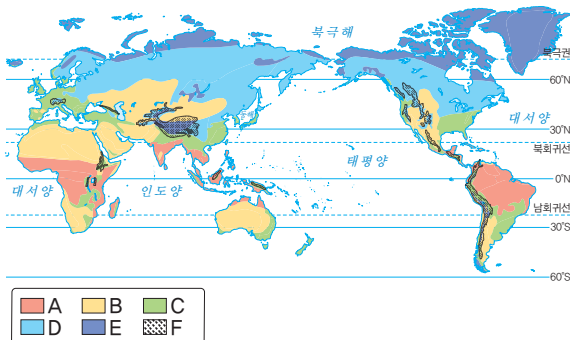 북극해
북극권
60°N
대서양
30°N
북회귀선
태평양
대서양
인도양
0°N
남회귀선
30°S
60°S
A B C
D E F